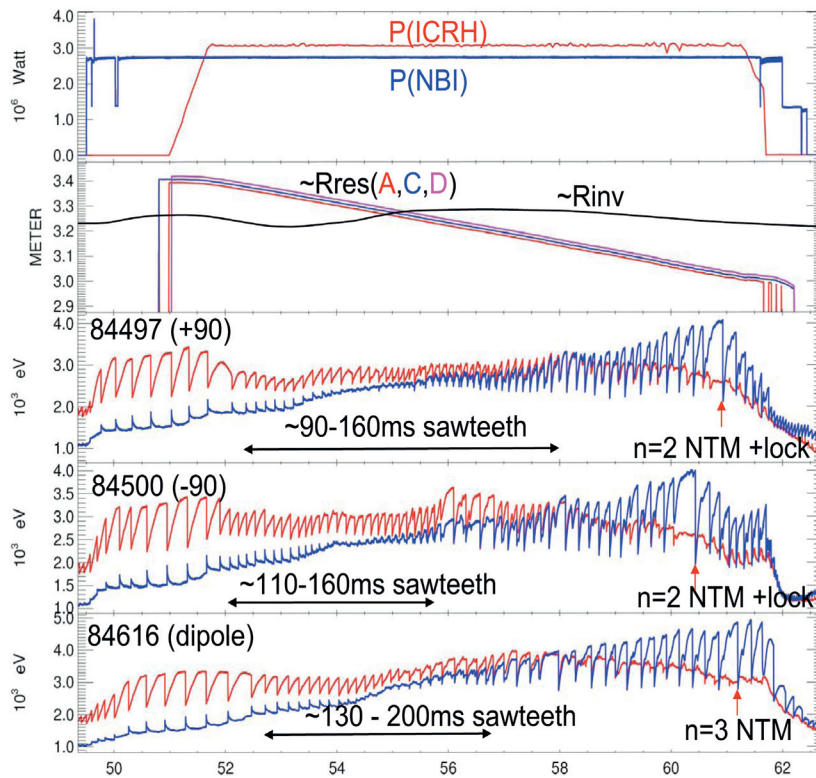 4.0
P(ICRH)
3.0
P(NBI)
2.0
1.0
0.0
10⁶ Watt
3.4
~Rres(A,C,D)
~Rinv
3.3
3.2
3.1
3.0
2.9
METER
4.0
84497 (+90)
3.0
2.0
~90-160ms sawteeth
1.0
n=2 NTM +lock
10³ eV
4.0
84500 (-90)
3.5
3.0
2.5
2.0
1.5
~110-160ms sawteeth
1.0
n=2 NTM +lock
10³ eV
5.0
84616 (dipole)
4.0
3.0
2.0
~130 - 200ms sawteeth
1.0
n=3 NTM
10³ eV
50 52 54 56 58 60 62